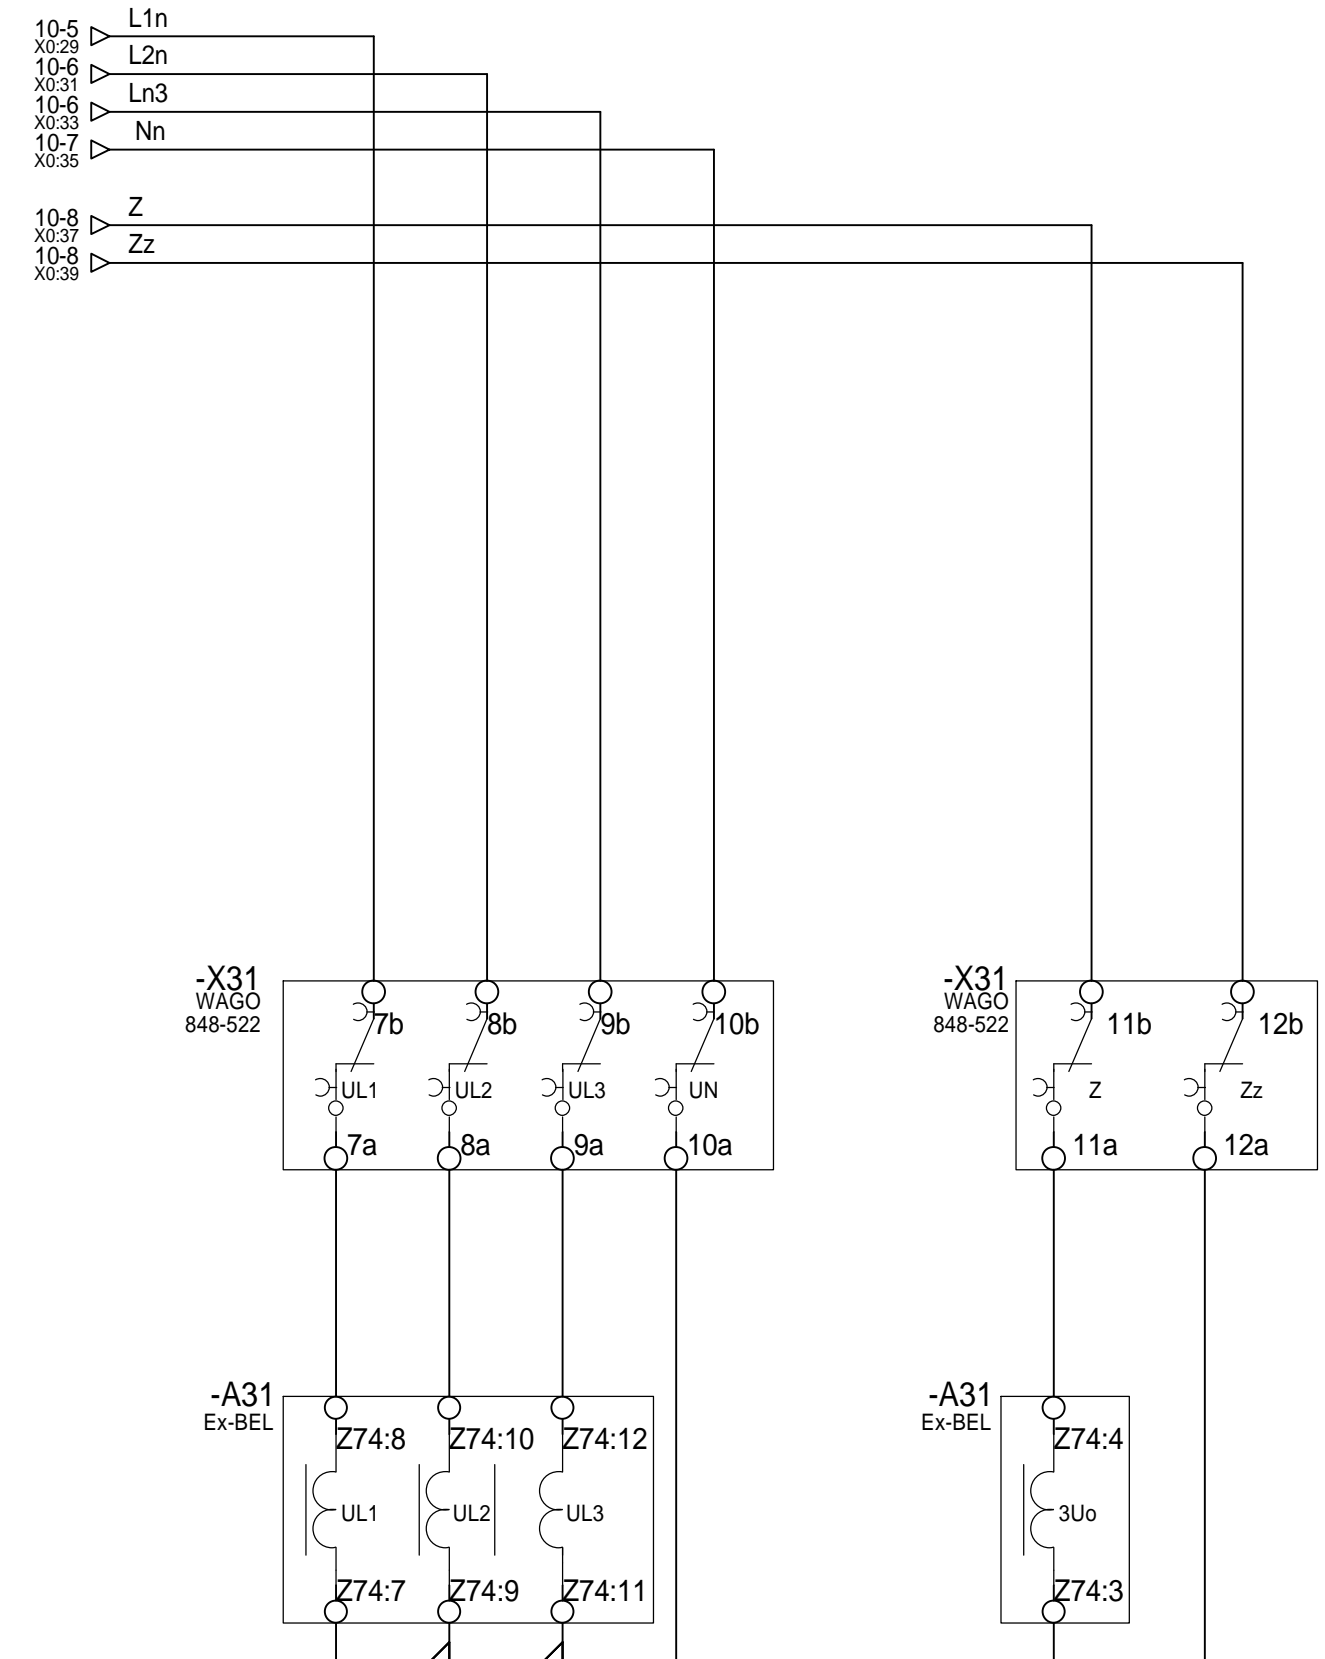 10-5 L1n
X0:29
10-6 L2n
X0:31
10-6 Ln3
X0:33
10-7 Nn
X0:35
10-8 Z
X0:37
10-8 Zz
X0:39
-X31 -X31
WAGO WAGO
848-522 7b 8b 9b 10b 848-522 11b 12b
UL1 UL2 UL3 UN Z Zz
7a 8a 9a 10a 11a 12a
-A31 -A31
Ex-BEL Ex-BEL
Z74:8 Z74:10 Z74:12 Z74:4
UL1 UL2 UL3 3Uo
Z74:7 Z74:9 Z74:11 Z74:3